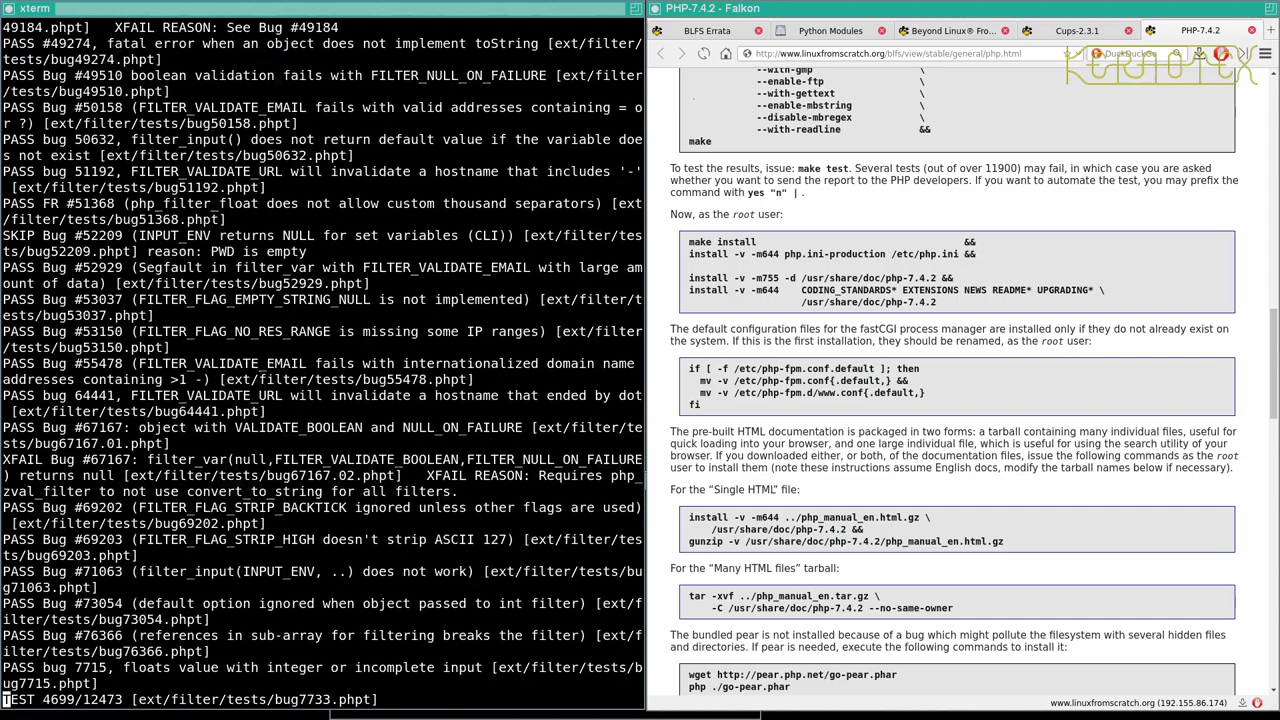 xterm
49184.phpt]   XFAIL REASON: See Bug #49184
PASS #49274, fatal error when an object does not implement toString [ext/filter/
tests/bug49274.phpt]
PASS Bug #49510 boolean validation fails with FILTER_NULL_ON_FAILURE [ext/filter
/tests/bug49510.phpt]
PASS Bug #50158 (FILTER_VALIDATE_EMAIL fails with valid addresses containing = o
r ?) [ext/filter/tests/bug50158.phpt]
PASS bug 50632, filter_input() does not return default value if the variable doe
s not exist [ext/filter/tests/bug50632.phpt]
PASS bug 51192, FILTER_VALIDATE_URL will invalidate a hostname that includes '-'
 [ext/filter/tests/bug51192.phpt]
PASS FR #51368 (php_filter_float does not allow custom thousand separators) [ext
/filter/tests/bug51368.phpt]
SKIP Bug #52209 (INPUT_ENV returns NULL for set variables (CLI)) [ext/filter/tes
ts/bug52209.phpt] reason: PWD is empty
PASS Bug #52929 (Segfault in filter_var with FILTER_VALIDATE_EMAIL with large am
ount of data) [ext/filter/tests/bug52929.phpt]
PASS Bug #53037 (FILTER_FLAG_EMPTY_STRING_NULL is not implemented) [ext/filter/t
ests/bug53037.phpt]
PASS Bug #53150 (FILTER_FLAG_NO_RES_RANGE is missing some IP ranges) [ext/filter
/tests/bug53150.phpt]
PASS Bug #55478 (FILTER_VALIDATE_EMAIL fails with internationalized domain name
addresses containing >1 -) [ext/filter/tests/bug55478.phpt]
PASS bug 64441, FILTER_VALIDATE_URL will invalidate a hostname that ended by dot
 [ext/filter/tests/bug64441.phpt]
PASS Bug #67167: object with VALIDATE_BOOLEAN and NULL_ON_FAILURE [ext/filter/te
sts/bug67167.01.phpt]
XFAIL Bug #67167: filter_var(null,FILTER_VALIDATE_BOOLEAN,FILTER_NULL_ON_FAILURE
) returns null [ext/filter/tests/bug67167.02.phpt]   XFAIL REASON: Requires php_
zval_filter to not use convert_to_string for all filters.
PASS Bug #69202 (FILTER_FLAG_STRIP_BACKTICK ignored unless other flags are used)
 [ext/filter/tests/bug69202.phpt]
PASS Bug #69203 (FILTER_FLAG_STRIP_HIGH doesn't strip ASCII 127) [ext/filter/tes
ts/bug69203.phpt]
PASS Bug #71063 (filter_input(INPUT_ENV, ..) does not work) [ext/filter/tests/bu
g71063.phpt]
PASS Bug #73054 (default option ignored when object passed to int filter) [ext/f
ilter/tests/bug73054.phpt]
PASS Bug #76366 (references in sub-array for filtering breaks the filter) [ext/f
ilter/tests/bug76366.phpt]
PASS bug 7715, floats value with integer or incomplete input [ext/filter/tests/b
ug7715.phpt]
TEST 4699/12473 [ext/filter/tests/bug7733.phpt]
PHP-7.4.2 - Falkon
BLFS Errata
Python Modules
Beyond Linux® Fro...
Cups-2.3.1
PHP-7.4.2
http://www.linuxfromscratch.org/blfs/view/stable/general/php.html
DuckDuckGo
--with-gmp \
--enable-ftp \
--with-gettext \
--enable-mbstring \
--disable-mbregex \
--with-readline &&
make
To test the results, issue: make test. Several tests (out of over 11900) may fail, in which case you are asked
whether you want to send the report to the PHP developers. If you want to automate the test, you may prefix the
command with yes "n" | .
Now, as the root user:
make install &&
install -v -m644 php.ini-production /etc/php.ini &&
install -v -m755 -d /usr/share/doc/php-7.4.2 &&
install -v -m644    CODING_STANDARDS* EXTENSIONS NEWS README* UPGRADING* \
/usr/share/doc/php-7.4.2
The default configuration files for the fastCGI process manager are installed only if they do not already exist on
the system. If this is the first installation, they should be renamed, as the root user:
if [ -f /etc/php-fpm.conf.default ]; then
mv -v /etc/php-fpm.conf{.default,} &&
mv -v /etc/php-fpm.d/www.conf{.default,}
fi
The pre-built HTML documentation is packaged in two forms: a tarball containing many individual files, useful for
quick loading into your browser, and one large individual file, which is useful for using the search utility of your
browser. If you downloaded either, or both, of the documentation files, issue the following commands as the root
user to install them (note these instructions assume English docs, modify the tarball names below if necessary).
For the “Single HTML” file:
install -v -m644 ../php_manual_en.html.gz \
/usr/share/doc/php-7.4.2 &&
gunzip -v /usr/share/doc/php-7.4.2/php_manual_en.html.gz
For the “Many HTML files” tarball:
tar -xvf ../php_manual_en.tar.gz \
-C /usr/share/doc/php-7.4.2 --no-same-owner
The bundled pear is not installed because of a bug which might pollute the filesystem with several hidden files
and directories. If pear is needed, execute the following commands to install it:
wget http://pear.php.net/go-pear.phar
php ./go-pear.phar
www.linuxfromscratch.org (192.155.86.174)